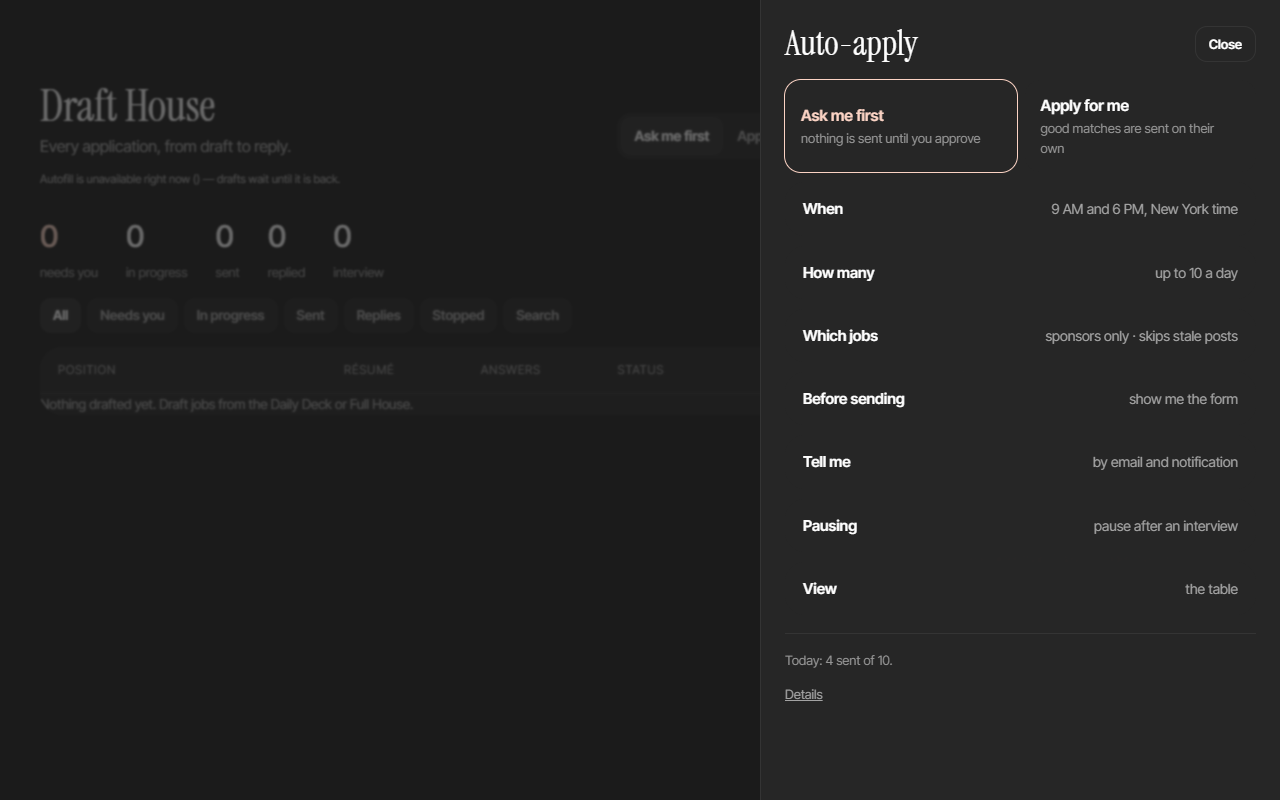 Draft House
Every application, from draft to reply.
Autofill is unavailable right now () — drafts wait until it is back.
Ask me first
App
0 0 0 0 0
needs you in progress sent replied interview
All Needs you In progress Sent Replies Stopped Search
POSITION RÉSUMÉ ANSWERS STATUS
Nothing drafted yet. Draft jobs from the Daily Deck or Full House.
Auto-apply
Close
Ask me first
nothing is sent until you approve
Apply for me
good matches are sent on their
own
When 9 AM and 6 PM, New York time
How many up to 10 a day
Which jobs sponsors only · skips stale posts
Before sending show me the form
Tell me by email and notification
Pausing pause after an interview
View the table
Today: 4 sent of 10.
Details